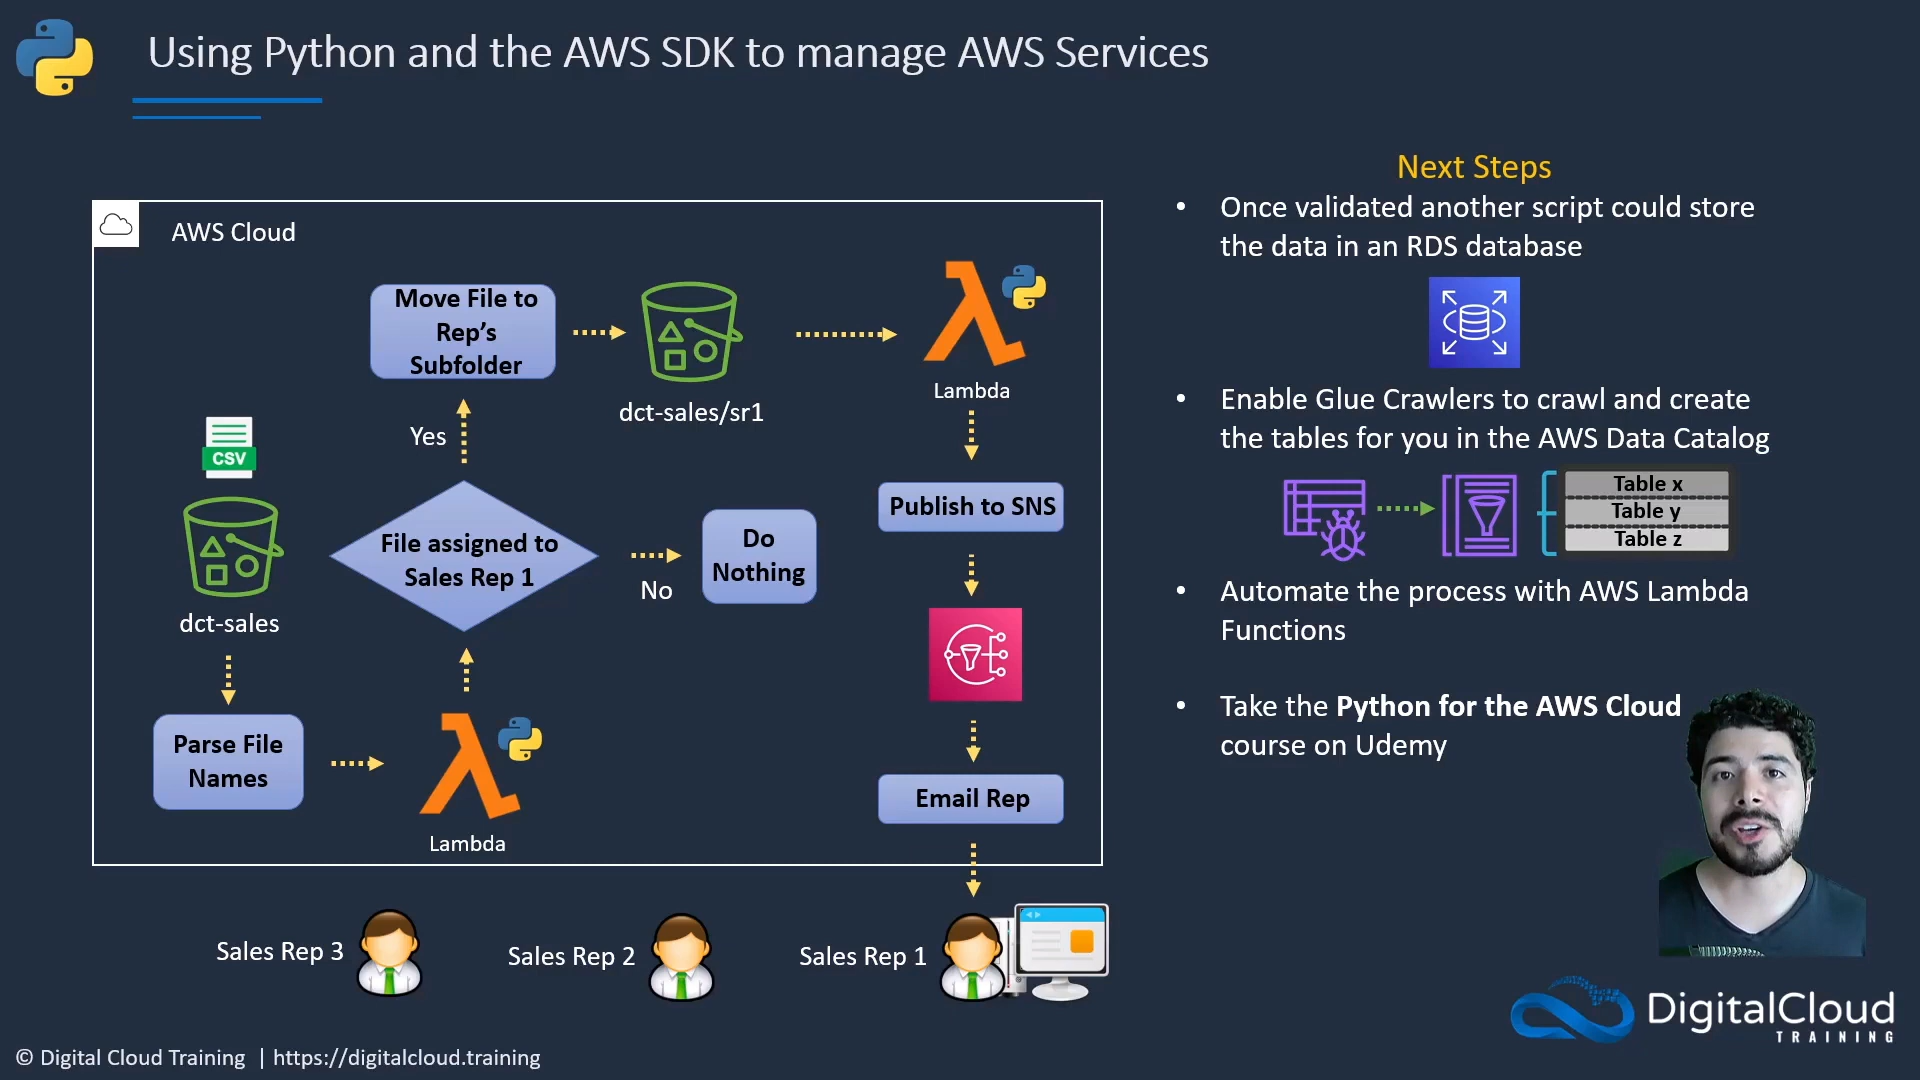 Using Python and the AWS SDK to manage AWS Services
AWS Cloud
Move File to
Rep's
Subfolder
dct-sales/sr1
Lambda
Yes
CSV
dct-sales
File assigned to
Sales Rep 1
No
Do
Nothing
Publish to SNS
Parse File
Names
Lambda
Email Rep
Sales Rep 3
Sales Rep 2
Sales Rep 1
Next Steps
• Once validated another script could store
the data in an RDS database
• Enable Glue Crawlers to crawl and create
the tables for you in the AWS Data Catalog
Table x
Table y
Table z
• Automate the process with AWS Lambda
Functions
• Take the Python for the AWS Cloud
course on Udemy
DigitalCloud
TRAINING
© Digital Cloud Training | https://digitalcloud.training